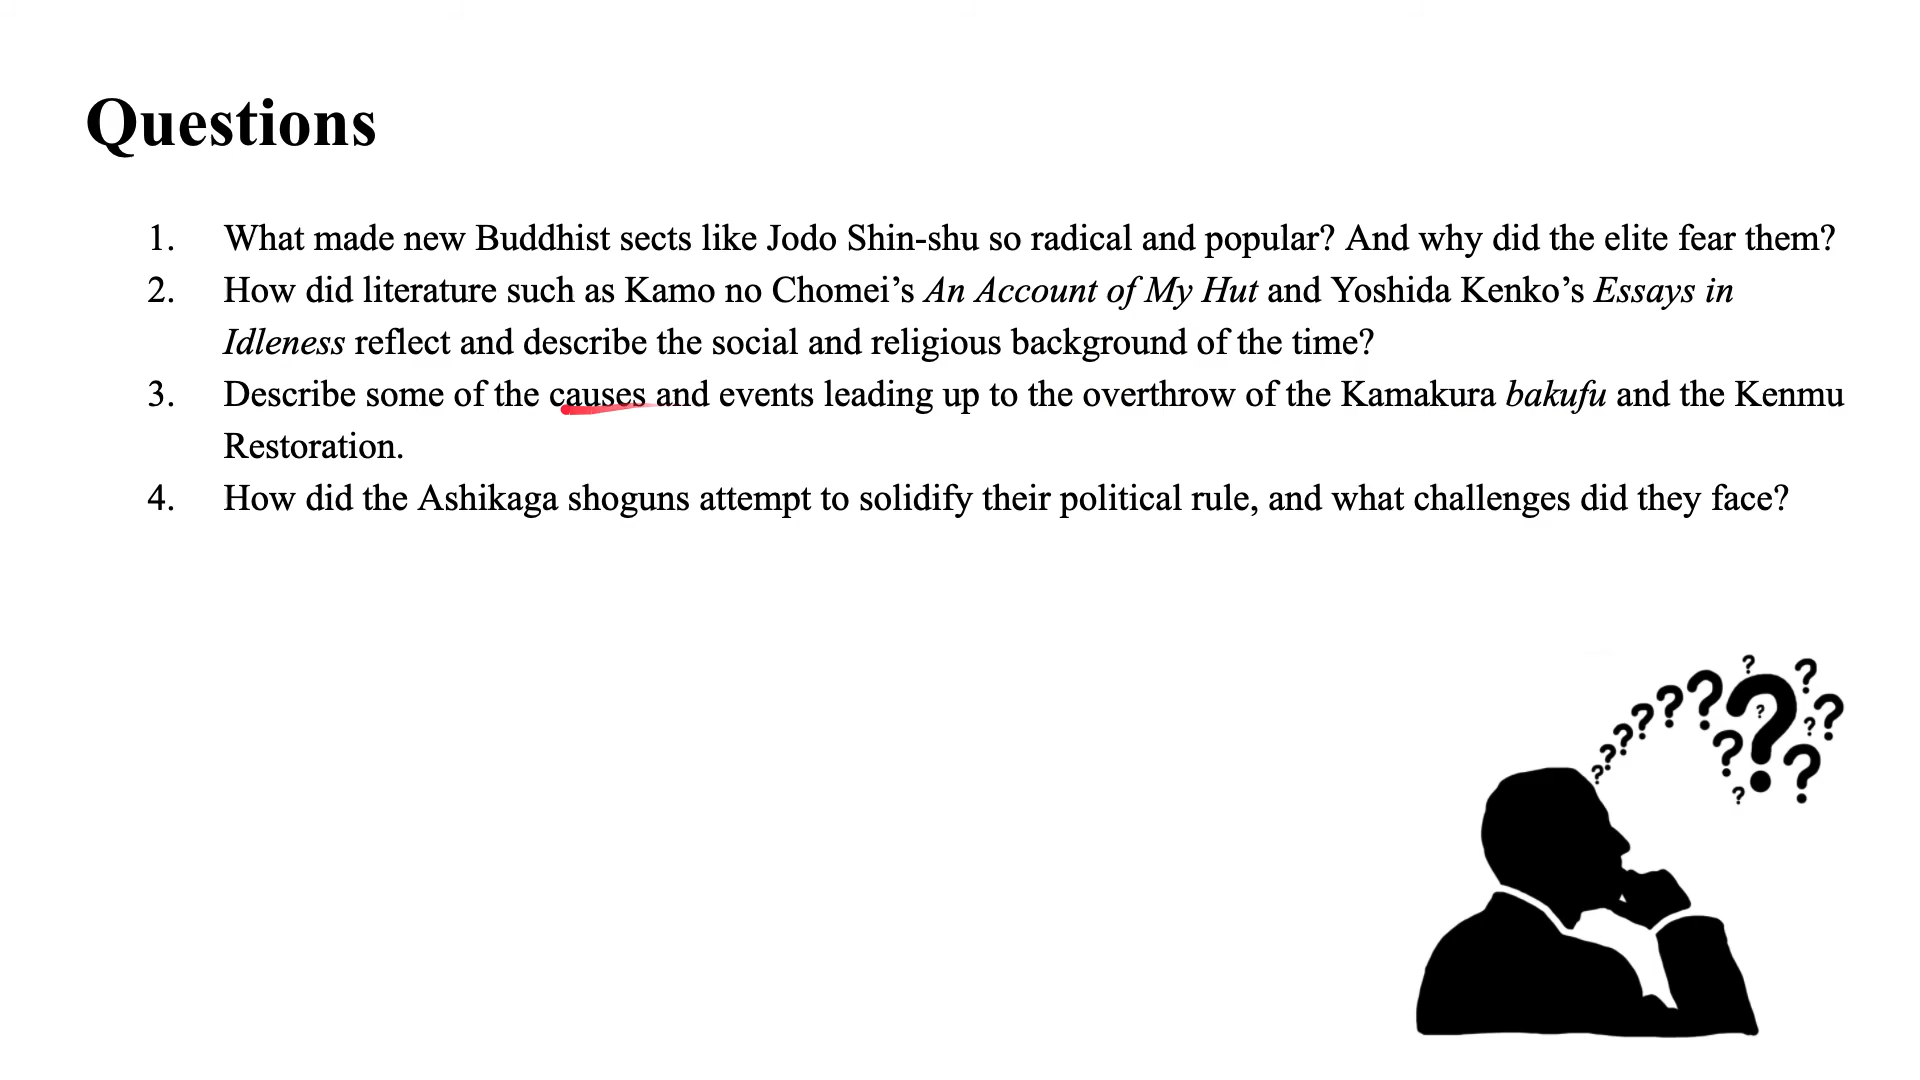 Questions
1. What made new Buddhist sects like Jodo Shin-shu so radical and popular? And why did the elite fear them?
2. How did literature such as Kamo no Chomei’s An Account of My Hut and Yoshida Kenko’s Essays in
Idleness reflect and describe the social and religious background of the time?
3. Describe some of the causes and events leading up to the overthrow of the Kamakura bakufu and the Kenmu
Restoration.
4. How did the Ashikaga shoguns attempt to solidify their political rule, and what challenges did they face?